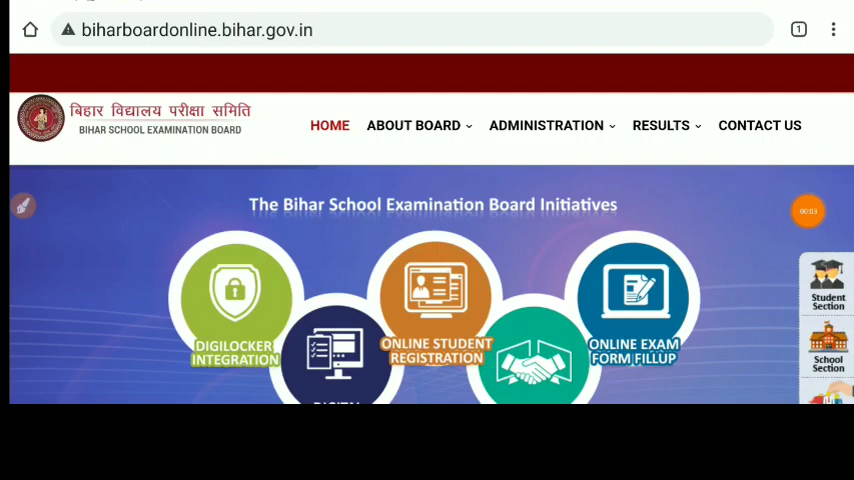 biharboardonline.bihar.gov.in
1
बिहार विद्यालय परीक्षा समिति
BIHAR SCHOOL EXAMINATION BOARD
HOME
ABOUT BOARD
ADMINISTRATION
RESULTS
CONTACT US
The Bihar School Examination Board Initiatives
00:03
DIGILOCKER
INTEGRATION
ONLINE STUDENT
REGISTRATION
ONLINE EXAM
FORM FILLUP
Student
Section
School
Section